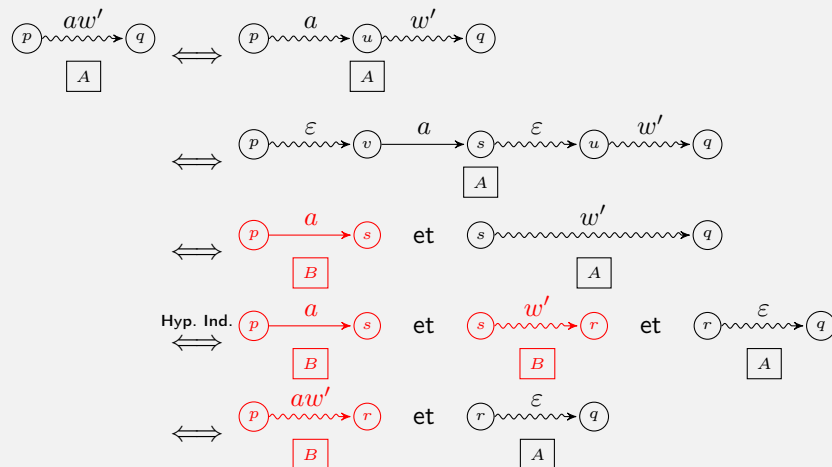 p aw′ q ⟺ p a u w′ q
A A
⟺ p ε v a s ε u w′ q
A
⟺ p a s et s w′ q
B A
Hyp. Ind. ⟺ p a s et s w′ r et r ε q
B B A
⟺ p aw′ r et r ε q
B A